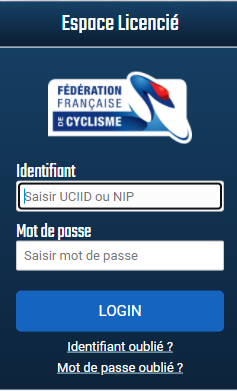 Espace Licencié
FÉDÉRATION
FRANÇAISE
DE CYCLISME
Identifiant
Saisir UCIID ou NIP
Mot de passe
Saisir mot de passe
LOGIN
Identifiant oublié ?
Mot de passe oublié ?